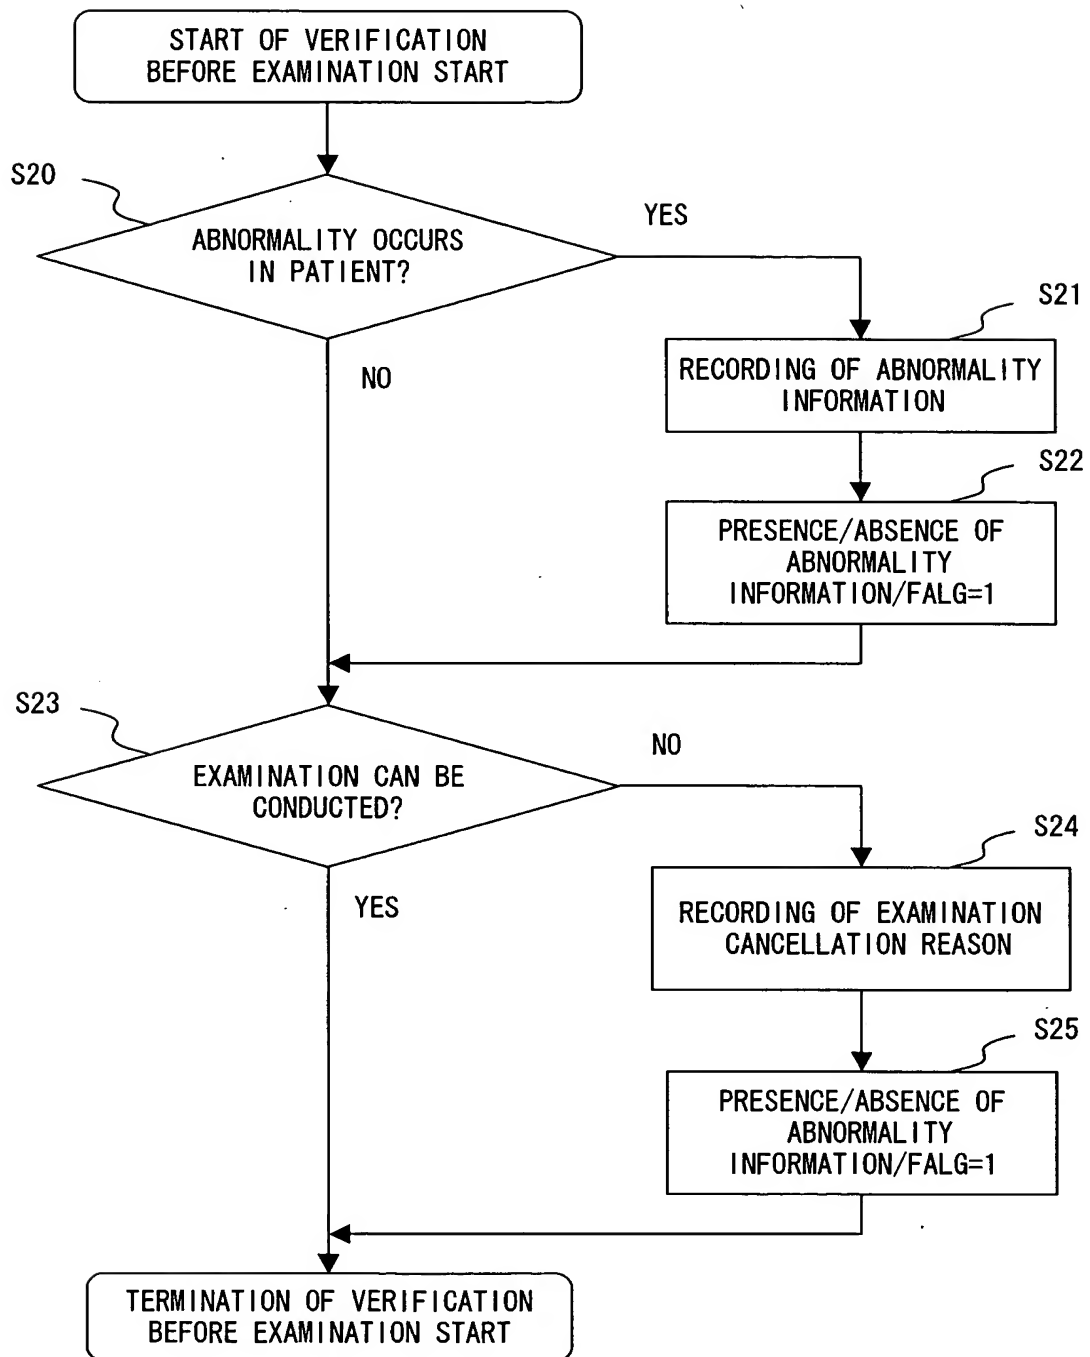 START OF VERIFICATION
BEFORE EXAMINATION START
S20
ABNORMALITY OCCURS
IN PATIENT?
YES
S21
NO
RECORDING OF ABNORMALITY
INFORMATION
S22
PRESENCE/ABSENCE OF
ABNORMALITY
INFORMATION/FALG=1
S23
EXAMINATION CAN BE
CONDUCTED?
NO
S24
YES
RECORDING OF EXAMINATION
CANCELLATION REASON
S25
PRESENCE/ABSENCE OF
ABNORMALITY
INFORMATION/FALG=1
TERMINATION OF VERIFICATION
BEFORE EXAMINATION START